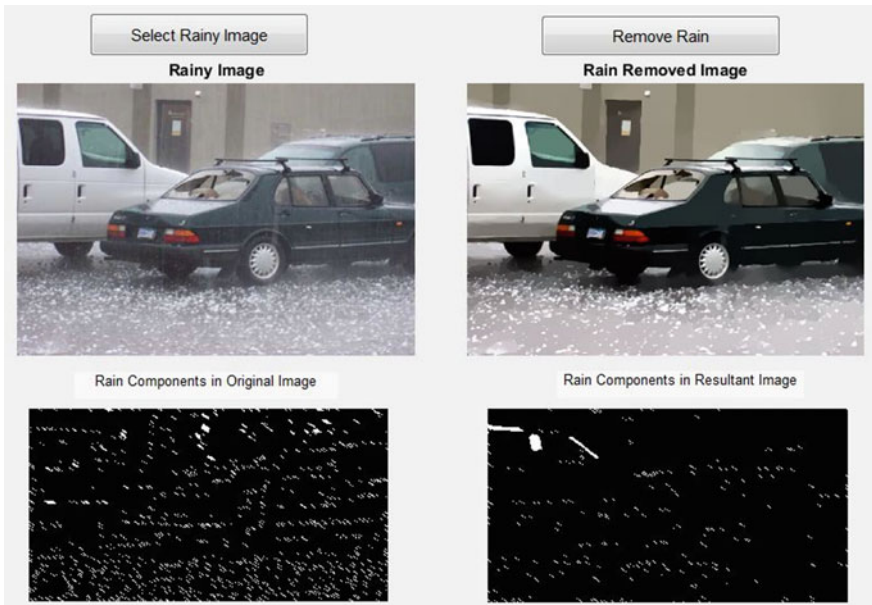 Select Rainy Image
Remove Rain
Rainy Image
Rain Removed Image
Rain Components in Original Image
Rain Components in Resultant Image